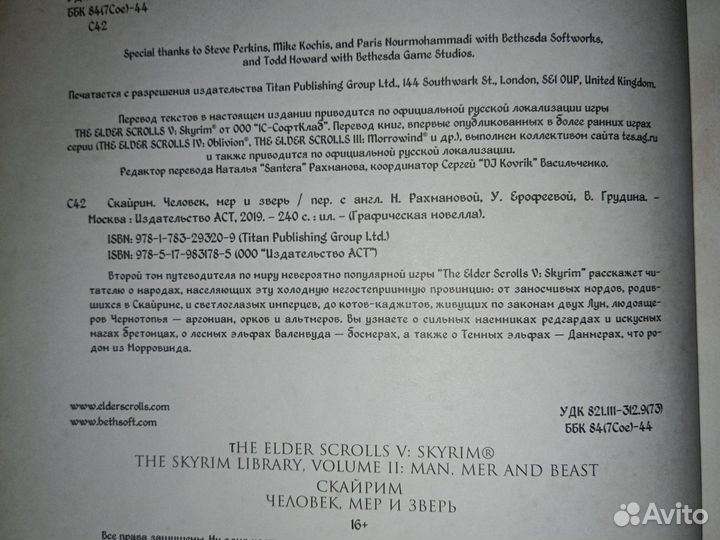 ББК 84(7Сое)-44
С42
Special thanks to Steve Perkins, Mike Kochis, and Paris Nourmohammadi with Bethesda Softworks,
and Todd Howard with Bethesda Game Studios.
Печатается с разрешения издательства Titan Publishing Group Ltd., 144 Southwark St., London, SE1 0UP, United Kingdom.
Перевод текстов в настоящем издании приводится по официальной русской локализации игры
THE ELDER SCROLLS V: Skyrim® от ООО "1С-СофтКлаб". Перевод книг, впервые опубликованных в более ранних играх
серии (THE ELDER SCROLLS IV: Oblivion®, THE ELDER SCROLLS III: Morrowind® и др.), выполнен коллективом сайта tes.ag.ru
и также приводится по официальной русской локализации.
Редактор перевода Наталья "Santera" Рахманова, координатор Сергей "DJ Kovrik" Васильченко.
С42 Скайрим. Человек, мер и зверь / пер. с англ. Н. Рахмановой, У. Ерофеевой, В. Грудина. –
Москва : Издательство АСТ, 2019. – 240 с. : ил. – (Графическая новелла).
ISBN: 978-1-783-29320-9 (Titan Publishing Group Ltd.)
ISBN: 978-5-17-983178-5 (ООО "Издательство АСТ")
Второй том путеводителя по миру невероятно популярной игры "The Elder Scrolls V: Skyrim" расскажет чи-
тателю о народах, населяющих эту холодную негостеприимную провинцию: от заносчивых нордов, родив-
шихся в Скайриме, и светлоглазых имперцев, до котов-каджитов, живущих по законам двух Лун, людояще-
ров Чернотопья — аргониан, орков и альтмеров. Вы узнаете о сильных наемниках редгардах и искусных
магах бретонцах, о лесных эльфах Валенвуда — босмерах, а также о Темных эльфах — Данмерах, что ро-
дом из Морровинда.
www.elderscrolls.com
www.bethsoft.com
УДК 821.111-312.9(73)
ББК 84(7Сое)-44
THE ELDER SCROLLS V: SKYRIM®
THE SKYRIM LIBRARY, VOLUME II: MAN, MER AND BEAST
СКАЙРИМ
ЧЕЛОВЕК, МЕР И ЗВЕРЬ
16+
Все права защищены. Ни
Avito